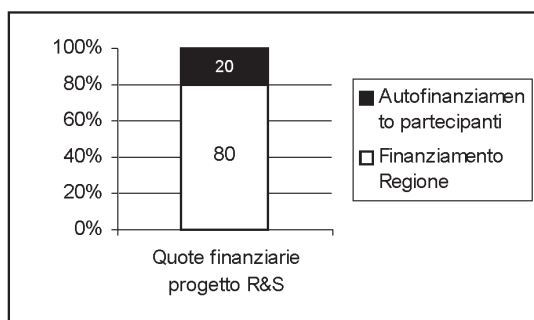 100%
80%
60%
40%
20%
0%
20
80
Quote finanziarie
progetto R&S
Autofinanziamen
to partecipanti
Finanziamento
Regione